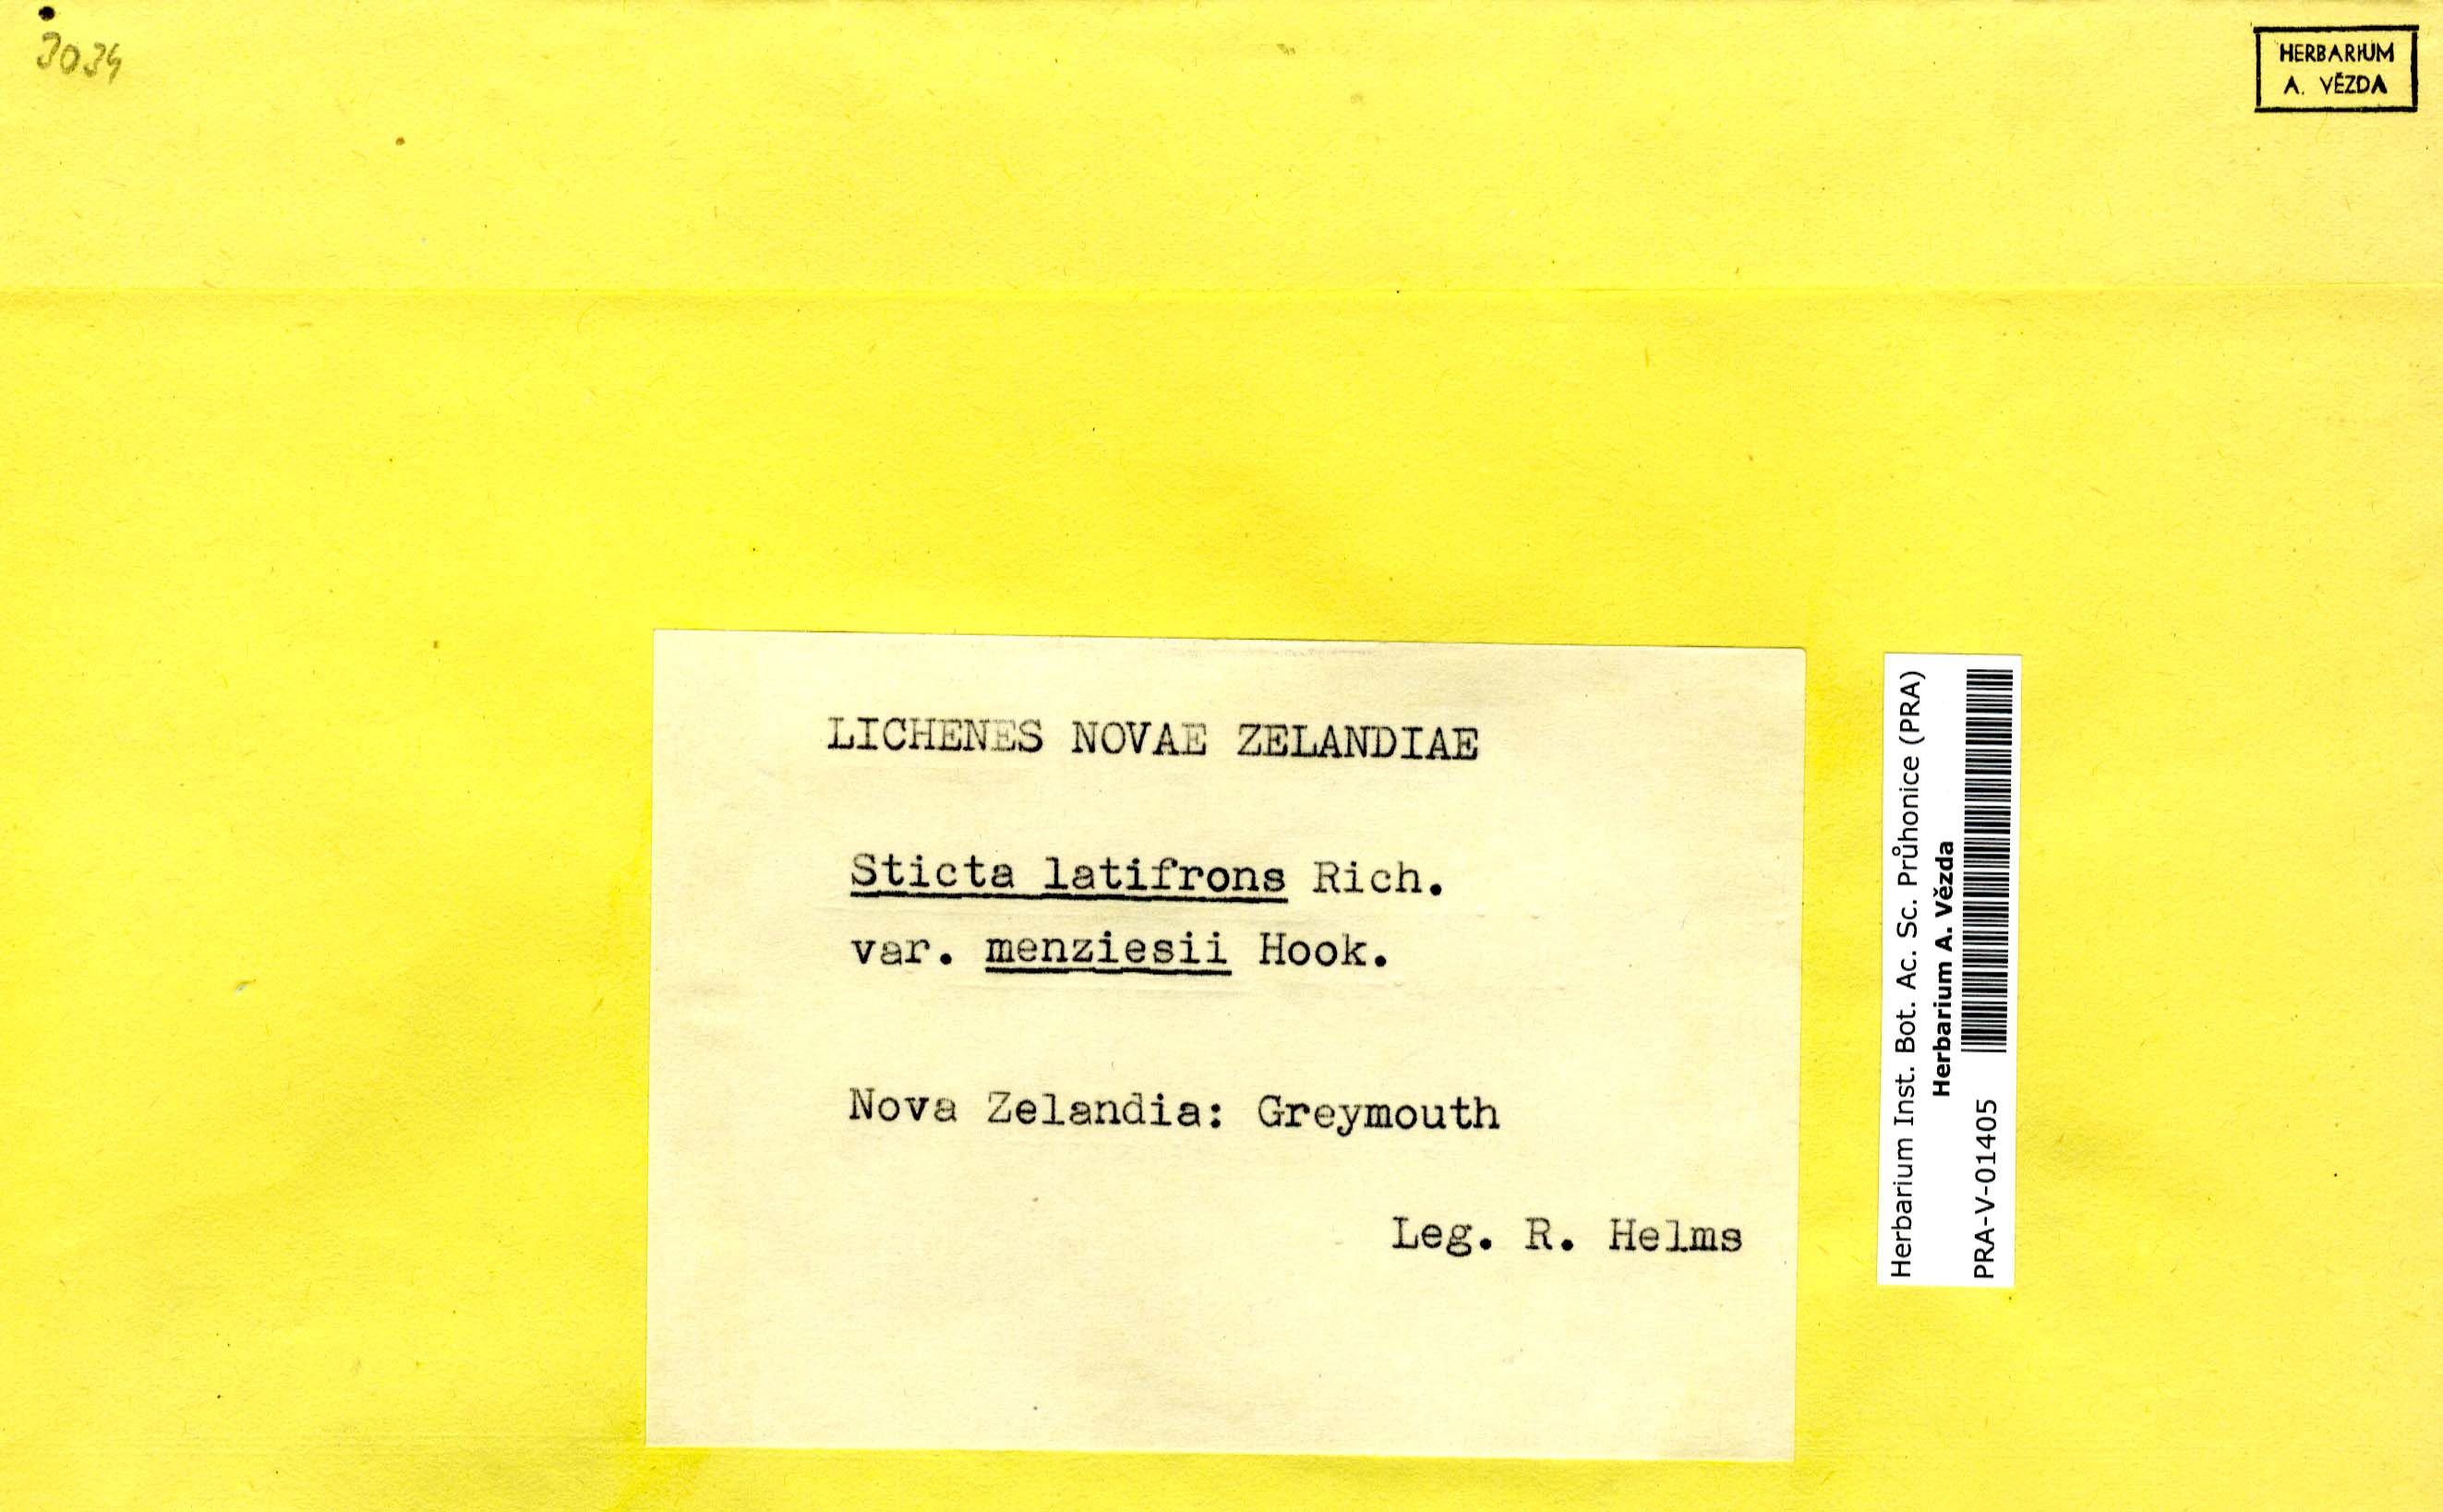 3034
HERBARIUM
A. VĚZDA
LICHENES NOVAE ZELANDIAE
Sticta latifrons Rich.
var. menziesii Hook.
Nova Zelandia: Greymouth
Leg. R. Helms
Herbarium Inst. Bot. Ac. Sc. Průhonice (PRA)
Herbarium A. Vězda
PRA-V-01405